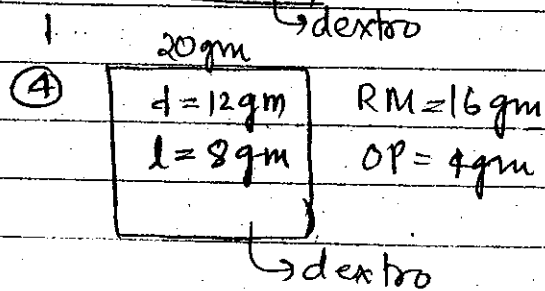 ↳dextro
1
20gm
④ d=12gm RM=16gm
l=8gm OP=4gm
↳dextro